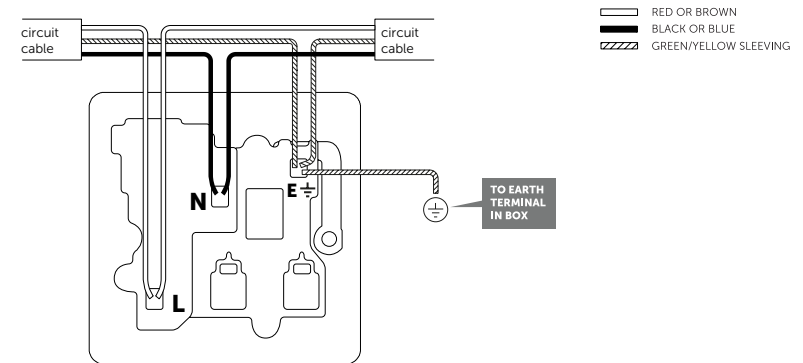 circuit
cable
circuit
cable
RED OR BROWN
BLACK OR BLUE
GREEN/YELLOW SLEEVING
N
E
TO EARTH
TERMINAL
IN BOX
L